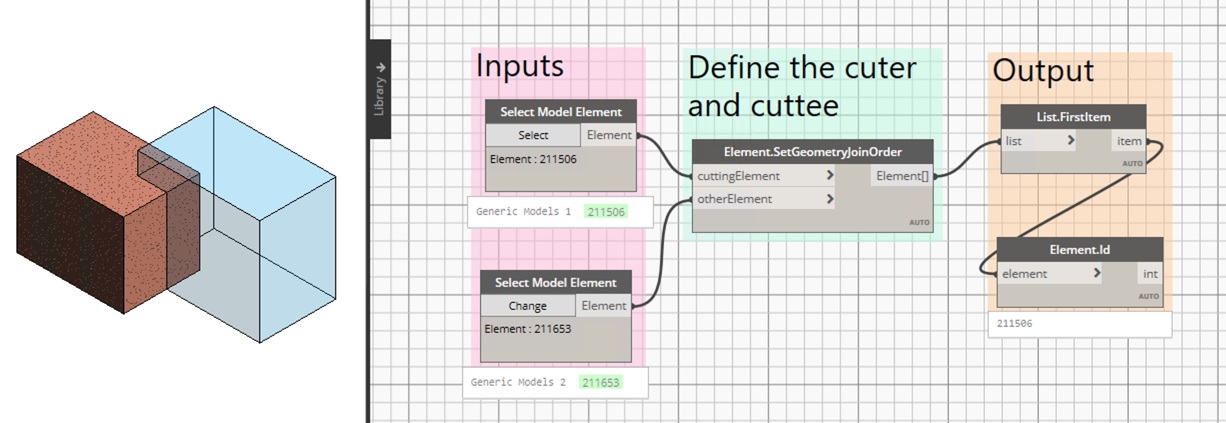 Library
Inputs
Select Model Element
Select
Element
Element : 211506
Generic Models 1 211506
Select Model Element
Change
Element
Element : 211653
Generic Models 2 211653
Define the cuter
and cuttee
Element.SetGeometryJoinOrder
cuttingElement > Element[]
otherElement >
AUTO
Output
List.FirstItem
list > item
AUTO
Element.Id
element > int
AUTO
211506